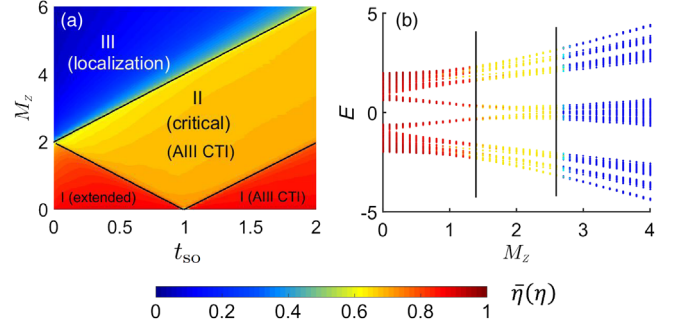 (a)
6
4
2
0
M_z
III
(localization)
II
(critical)
(AIII CTI)
I (extended)
I (AIII CTI)
0 0.5 1 1.5 2
t_so
(b)
5
0
-5
E
0 1 2 3 4
M_z
0 0.2 0.4 0.6 0.8 1
η̄(η)